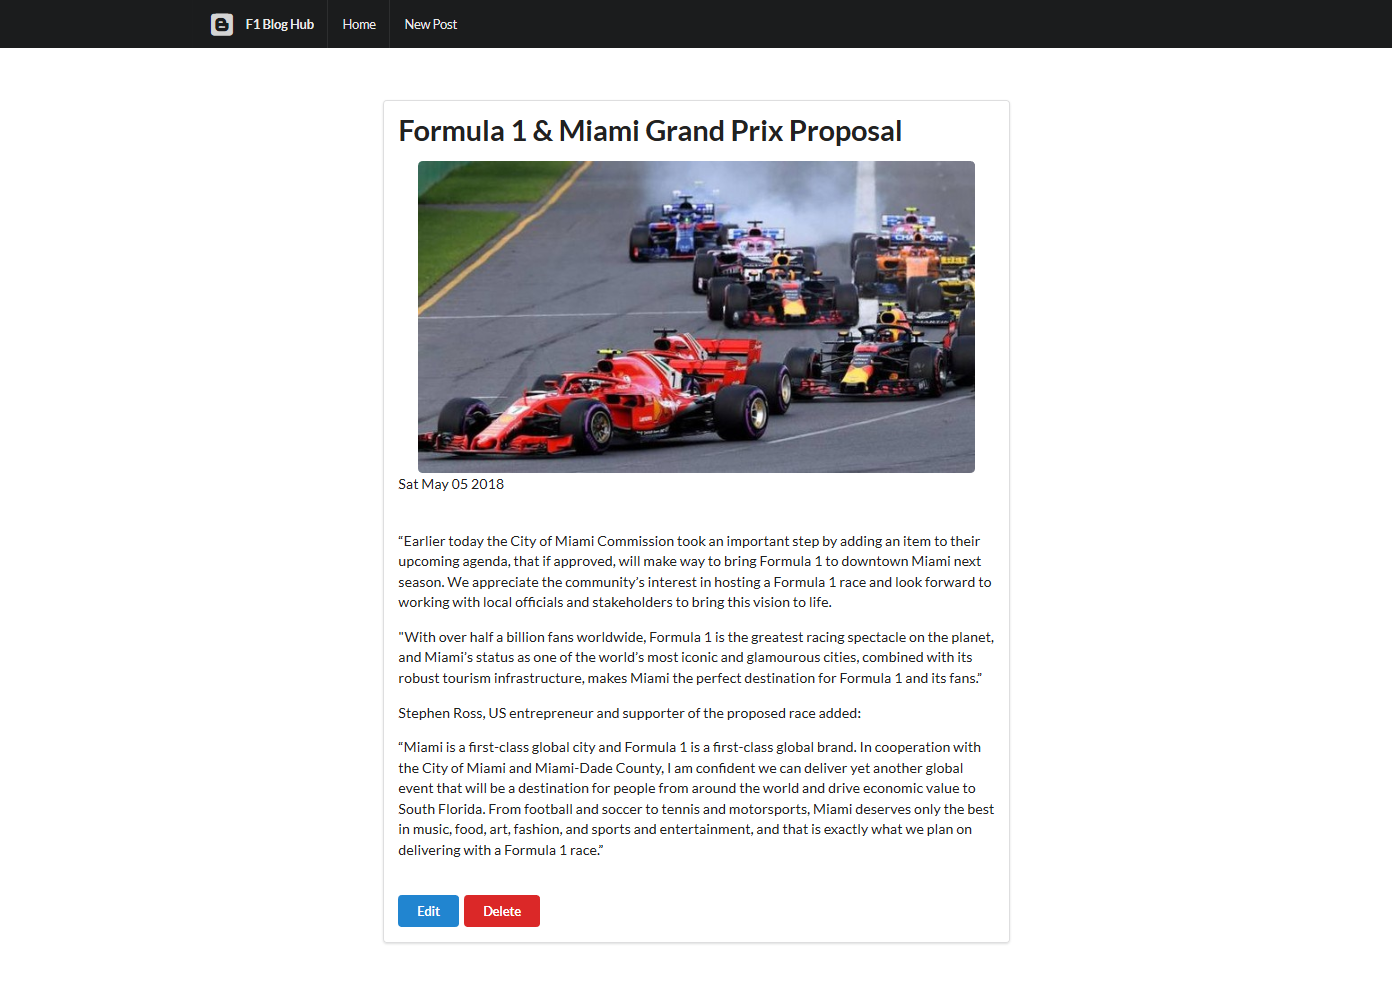 F1 Blog Hub Home New Post
Formula 1 & Miami Grand Prix Proposal
Sat May 05 2018
“Earlier today the City of Miami Commission took an important step by adding an item to their
upcoming agenda, that if approved, will make way to bring Formula 1 to downtown Miami next
season. We appreciate the community’s interest in hosting a Formula 1 race and look forward to
working with local officials and stakeholders to bring this vision to life.
"With over half a billion fans worldwide, Formula 1 is the greatest racing spectacle on the planet,
and Miami’s status as one of the world’s most iconic and glamourous cities, combined with its
robust tourism infrastructure, makes Miami the perfect destination for Formula 1 and its fans.”
Stephen Ross, US entrepreneur and supporter of the proposed race added:
“Miami is a first-class global city and Formula 1 is a first-class global brand. In cooperation with
the City of Miami and Miami-Dade County, I am confident we can deliver yet another global
event that will be a destination for people from around the world and drive economic value to
South Florida. From football and soccer to tennis and motorsports, Miami deserves only the best
in music, food, art, fashion, and sports and entertainment, and that is exactly what we plan on
delivering with a Formula 1 race.”
Edit Delete